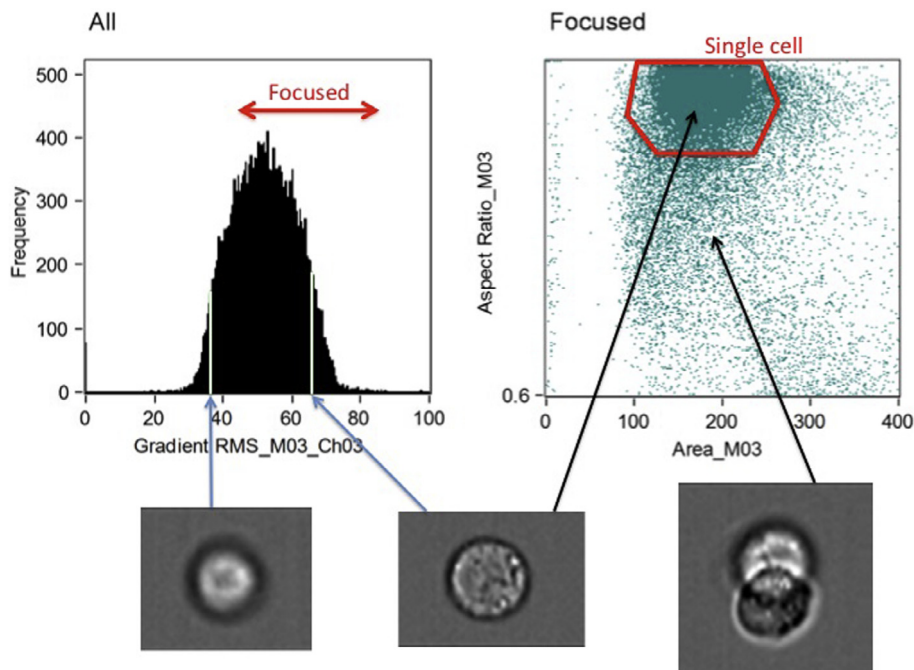 All
Frequency
500
400
300
200
100
0
Focused
0 20 40 60 80 100
Gradient RMS_M03_Ch03
Focused
Single cell
Aspect Ratio_M03
0.6
0 100 200 300 400
Area_M03